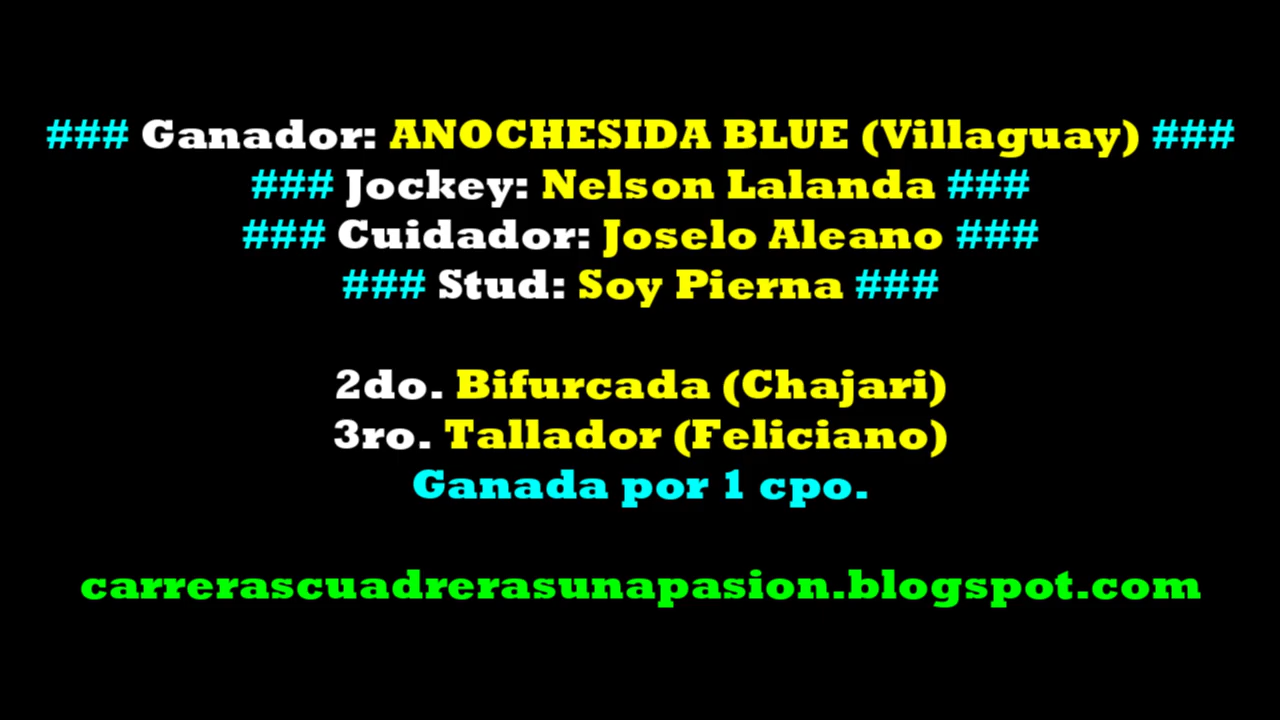 ### Ganador: ANOCHESIDA BLUE (Villaguay) ###
### Jockey: Nelson Lalanda ###
### Cuidador: Joselo Aleano ###
### Stud: Soy Pierna ###
2do. Bifurcada (Chajari)
3ro. Tallador (Feliciano)
Ganada por 1 cpo.
carrerascuadrerasunapasion.blogspot.com